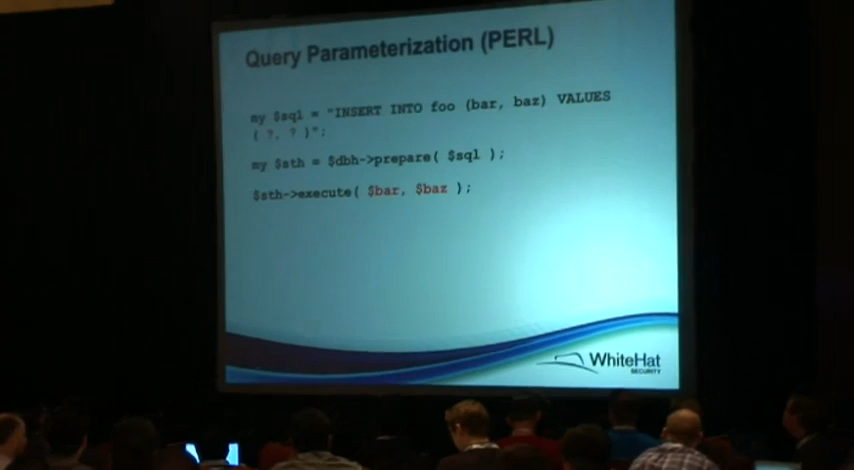 Query Parameterization (PERL)
my $sql = "INSERT INTO foo (bar, baz) VALUES
( ?, ? )";
my $sth = $dbh->prepare( $sql );
$sth->execute( $bar, $baz );
WhiteHat
SECURITY